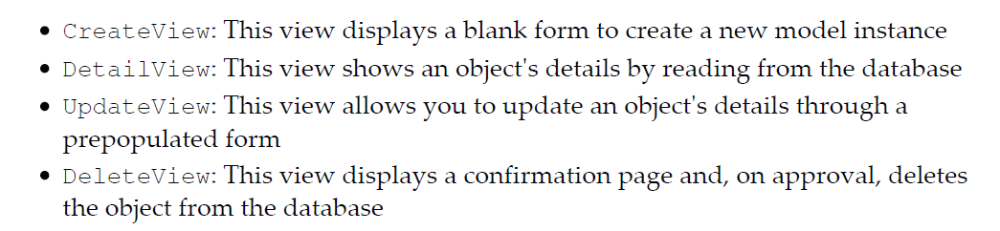 • CreateView: This view displays a blank form to create a new model instance
• DetailView: This view shows an object's details by reading from the database
• UpdateView: This view allows you to update an object's details through a
prepopulated form
• DeleteView: This view displays a confirmation page and, on approval, deletes
the object from the database